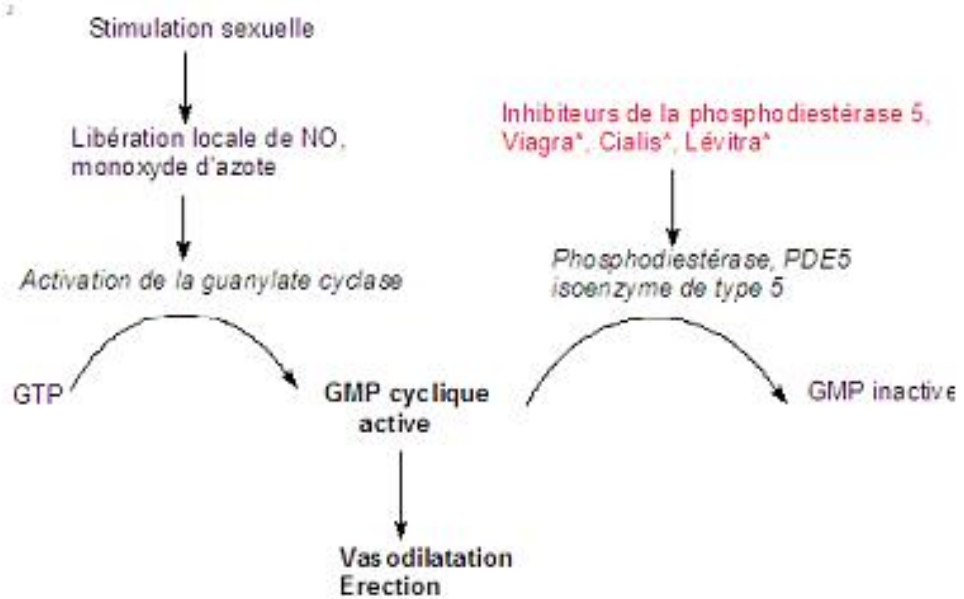 Stimulation sexuelle
Libération locale de NO,
monoxyde d'azote
Inhibiteurs de la phosphodiestérase 5,
Viagra*, Cialis*, Lévitra*
Activation de la guanylate cyclase
Phosphodiestérase, PDE5
isoenzyme de type 5
GTP
GMP cyclique
active
GMP inactive
Vasodilatation
Erection